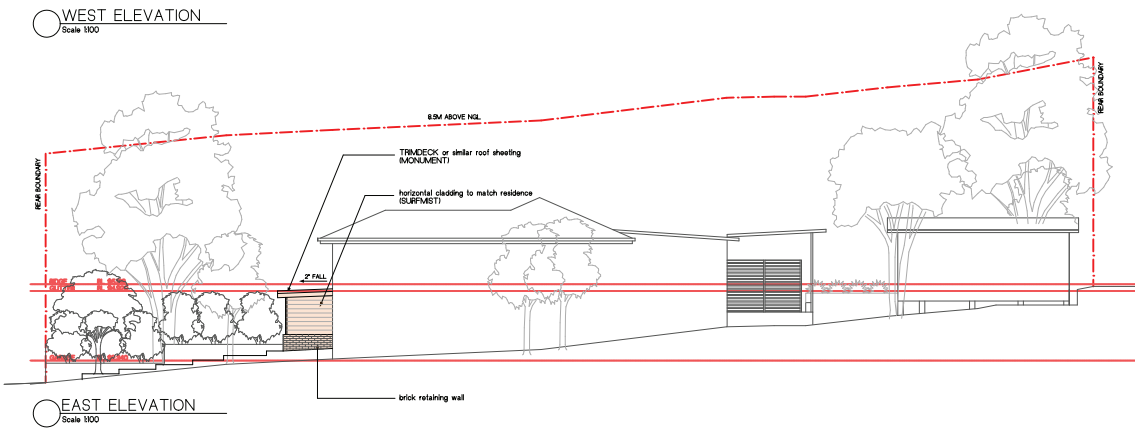 WEST ELEVATION
Scale 1:100
REAR BOUNDARY
8.5M ABOVE NGL
TRIMDECK or similar roof sheeting
(MONUMENT)
REAR BOUNDARY
horizontal cladding to match residence
(SURFMIST)
2° FALL
brick retaining wall
EAST ELEVATION
Scale 1:100